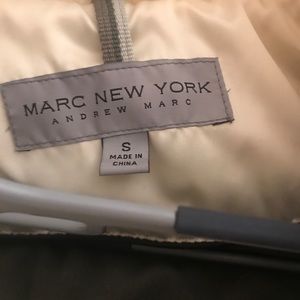 MARC NEW YORK
ANDREW MARC
S
MADE IN
CHINA